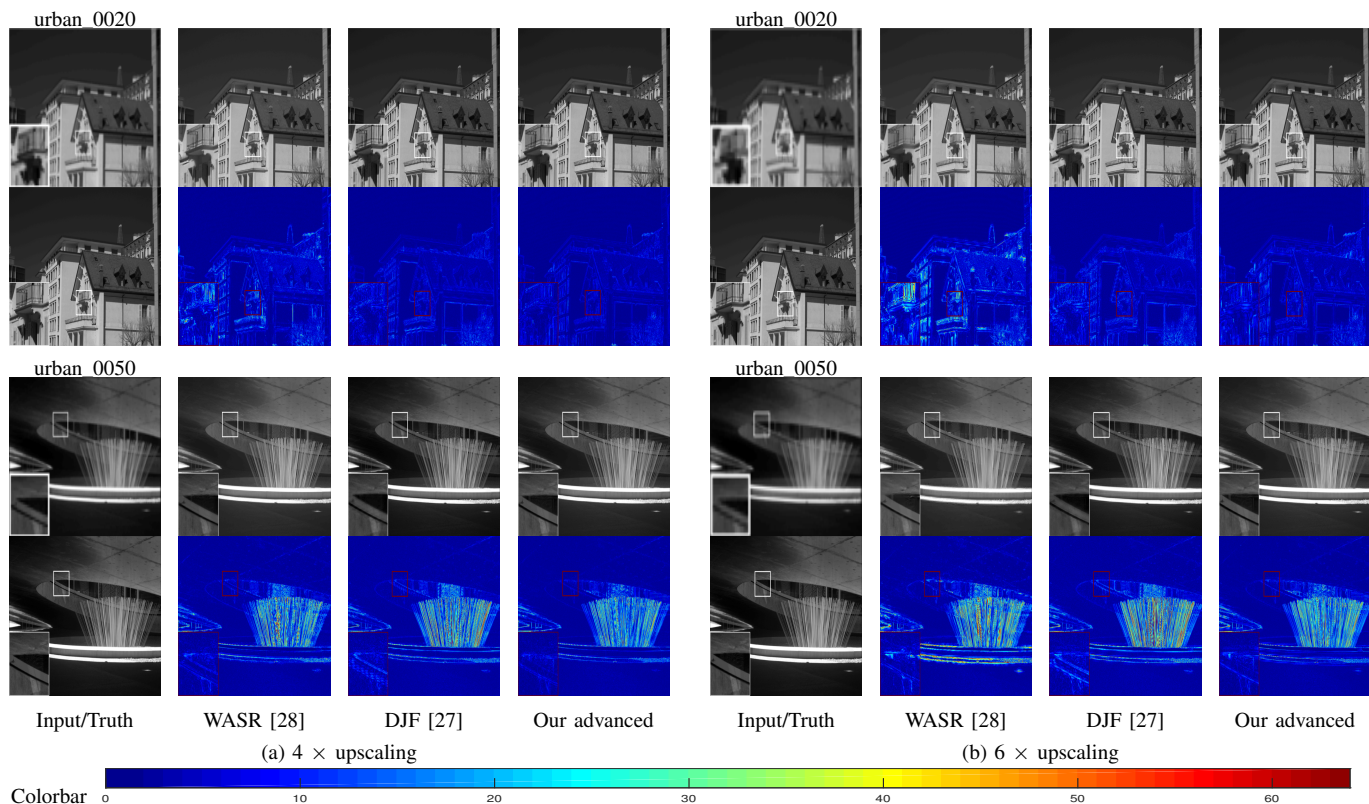 urban_0020 urban_0020
urban_0050 urban_0050
Input/Truth WASR [28] DJF [27] Our advanced Input/Truth WASR [28] DJF [27] Our advanced
(a) 4 × upscaling (b) 6 × upscaling
Colorbar 0 10 20 30 40 50 60